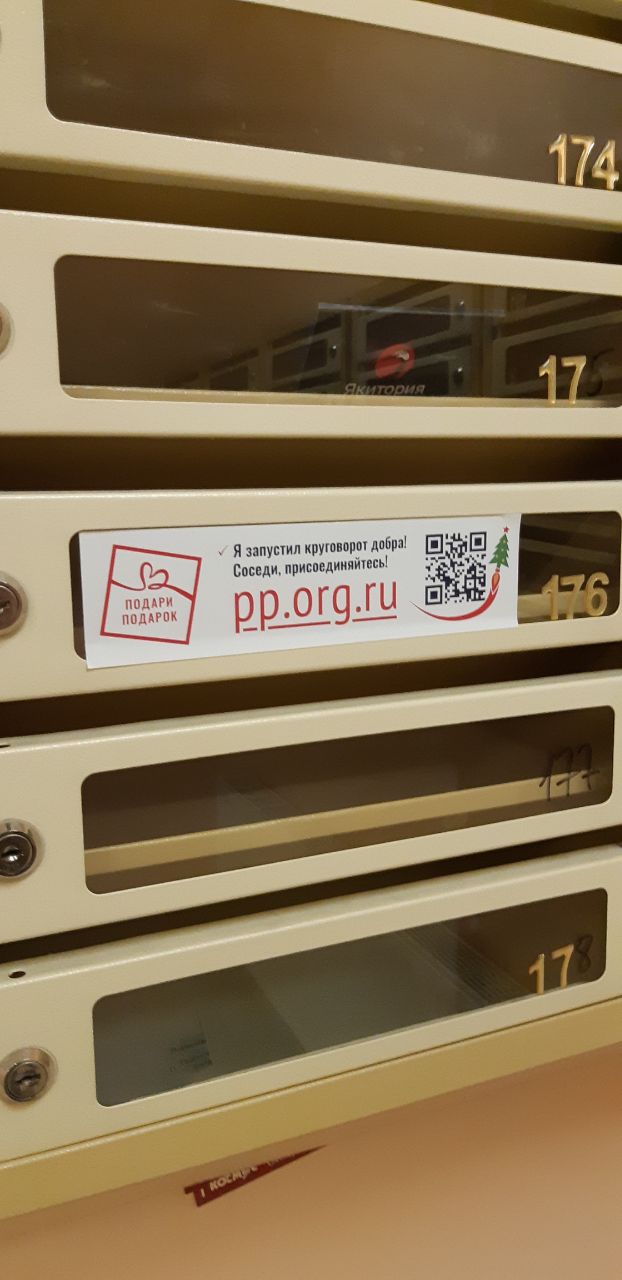 174
Якитория
175
ПОДАРИ
ПОДАРОК
Я запустил круговорот добра!
Соседи, присоединяйтесь!
pp.org.ru
176
177
178